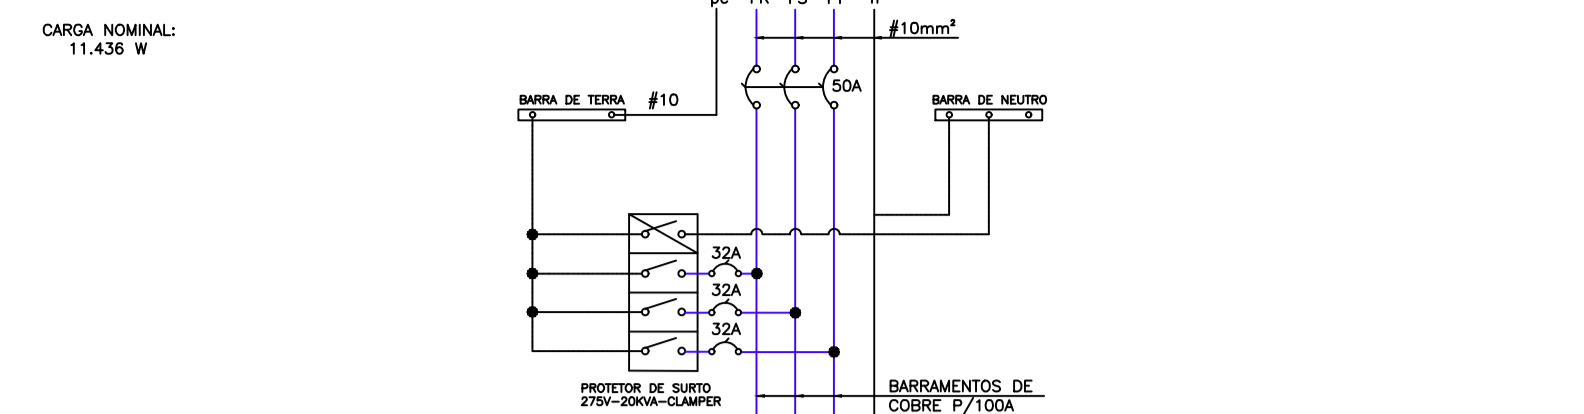 CARGA NOMINAL:
11.436 W
#10mm²
50A
BARRA DE TERRA
#10
BARRA DE NEUTRO
32A
32A
32A
PROTETOR DE SURTO
275V-20KVA-CLAMPER
BARRAMENTOS DE
COBRE P/100A